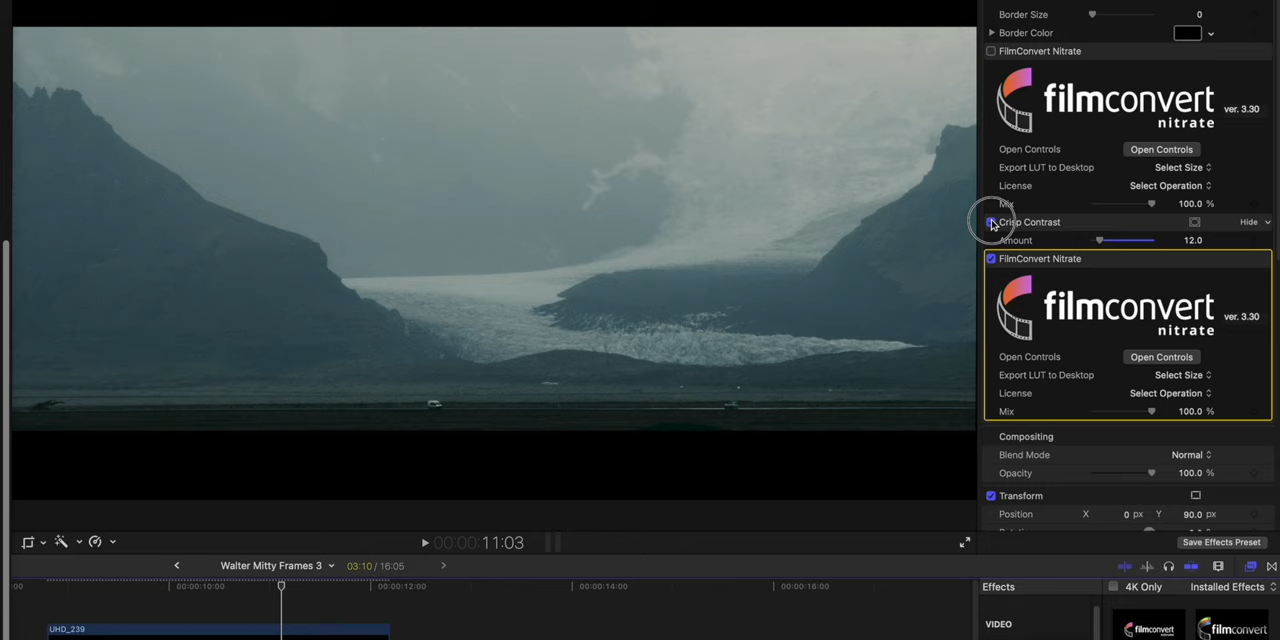 Border Size 0
Border Color
FilmConvert Nitrate
filmconvert
nitrate
ver. 3.30
Open Controls Open Controls
Export LUT to Desktop Select Size
License Select Operation
Mix 100.0 %
Crisp Contrast Hide
Amount 12.0
FilmConvert Nitrate
filmconvert
nitrate
ver. 3.30
Open Controls Open Controls
Export LUT to Desktop Select Size
License Select Operation
Mix 100.0 %
Compositing
Blend Mode Normal
Opacity 100.0 %
Transform
Position X 0 px Y 90.0 px
Save Effects Preset
00:00:11:03
Walter Mitty Frames 3 03:10 / 16:05
00:00:10:00 00:00:12:00 00:00:14:00 00:00:16:00
Effects 4K Only Installed Effects
VIDEO
UHD_239
filmconvert filmconvert